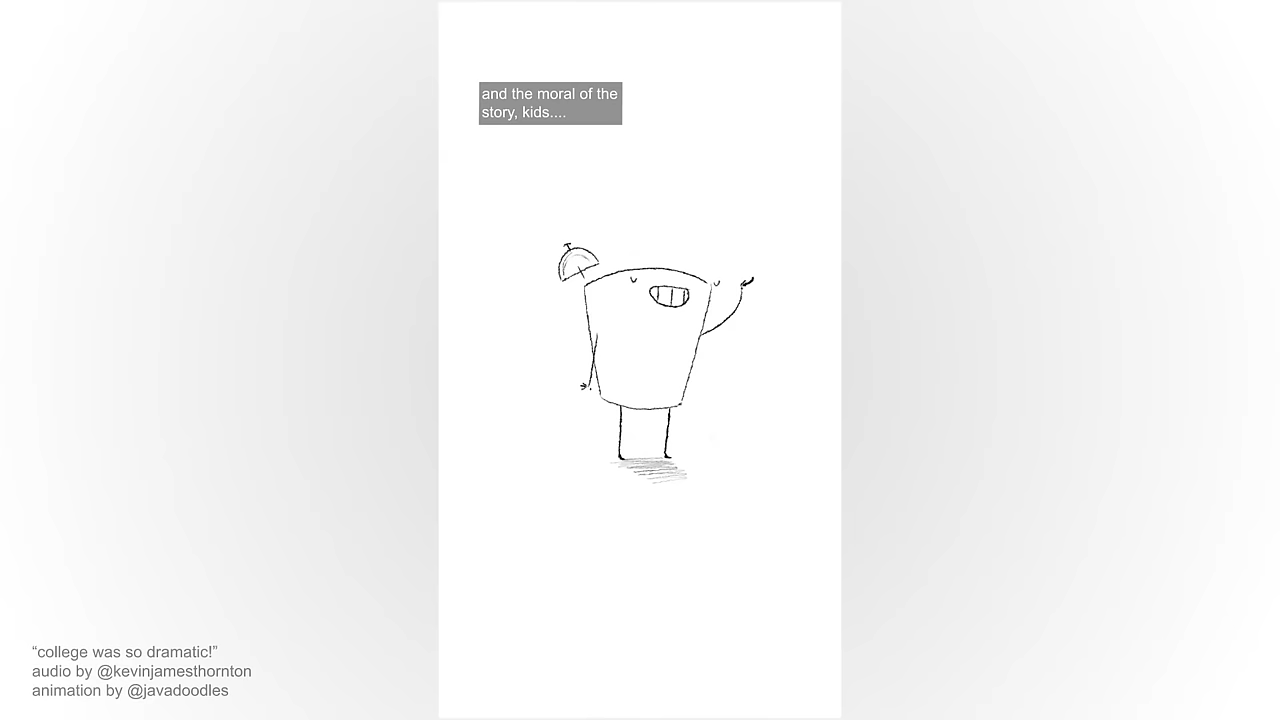 and the moral of the
story, kids....
“college was so dramatic!”
audio by @kevinjamesthornton
animation by @javadoodles